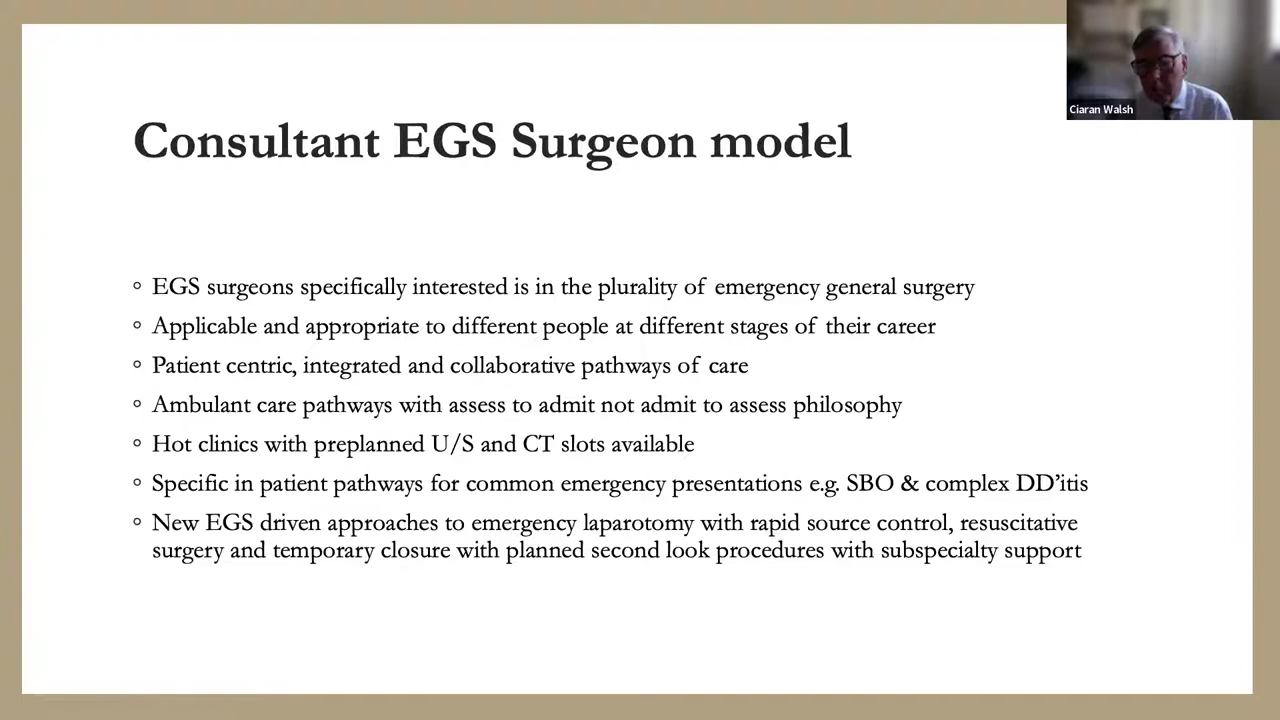 Ciaran Walsh
Consultant EGS Surgeon model
◦ EGS surgeons specifically interested is in the plurality of emergency general surgery
◦ Applicable and appropriate to different people at different stages of their career
◦ Patient centric, integrated and collaborative pathways of care
◦ Ambulant care pathways with assess to admit not admit to assess philosophy
◦ Hot clinics with preplanned U/S and CT slots available
◦ Specific in patient pathways for common emergency presentations e.g. SBO & complex DD’itis
◦ New EGS driven approaches to emergency laparotomy with rapid source control, resuscitative
surgery and temporary closure with planned second look procedures with subspecialty support